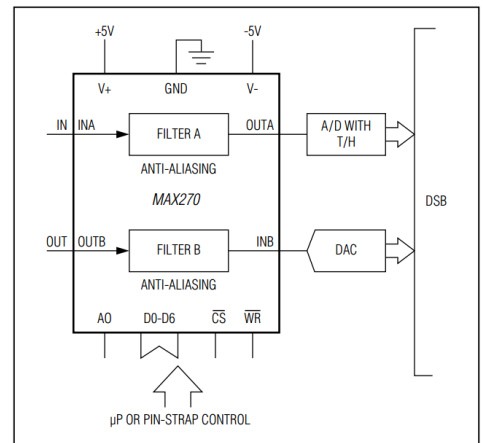 +5V -5V
V+ GND V-
IN INA FILTER A OUTA A/D WITH
T/H
ANTI-ALIASING
MAX270
DSB
OUT OUTB FILTER B INB DAC
ANTI-ALIASING
AO D0-D6 CS WR
µP OR PIN-STRAP CONTROL